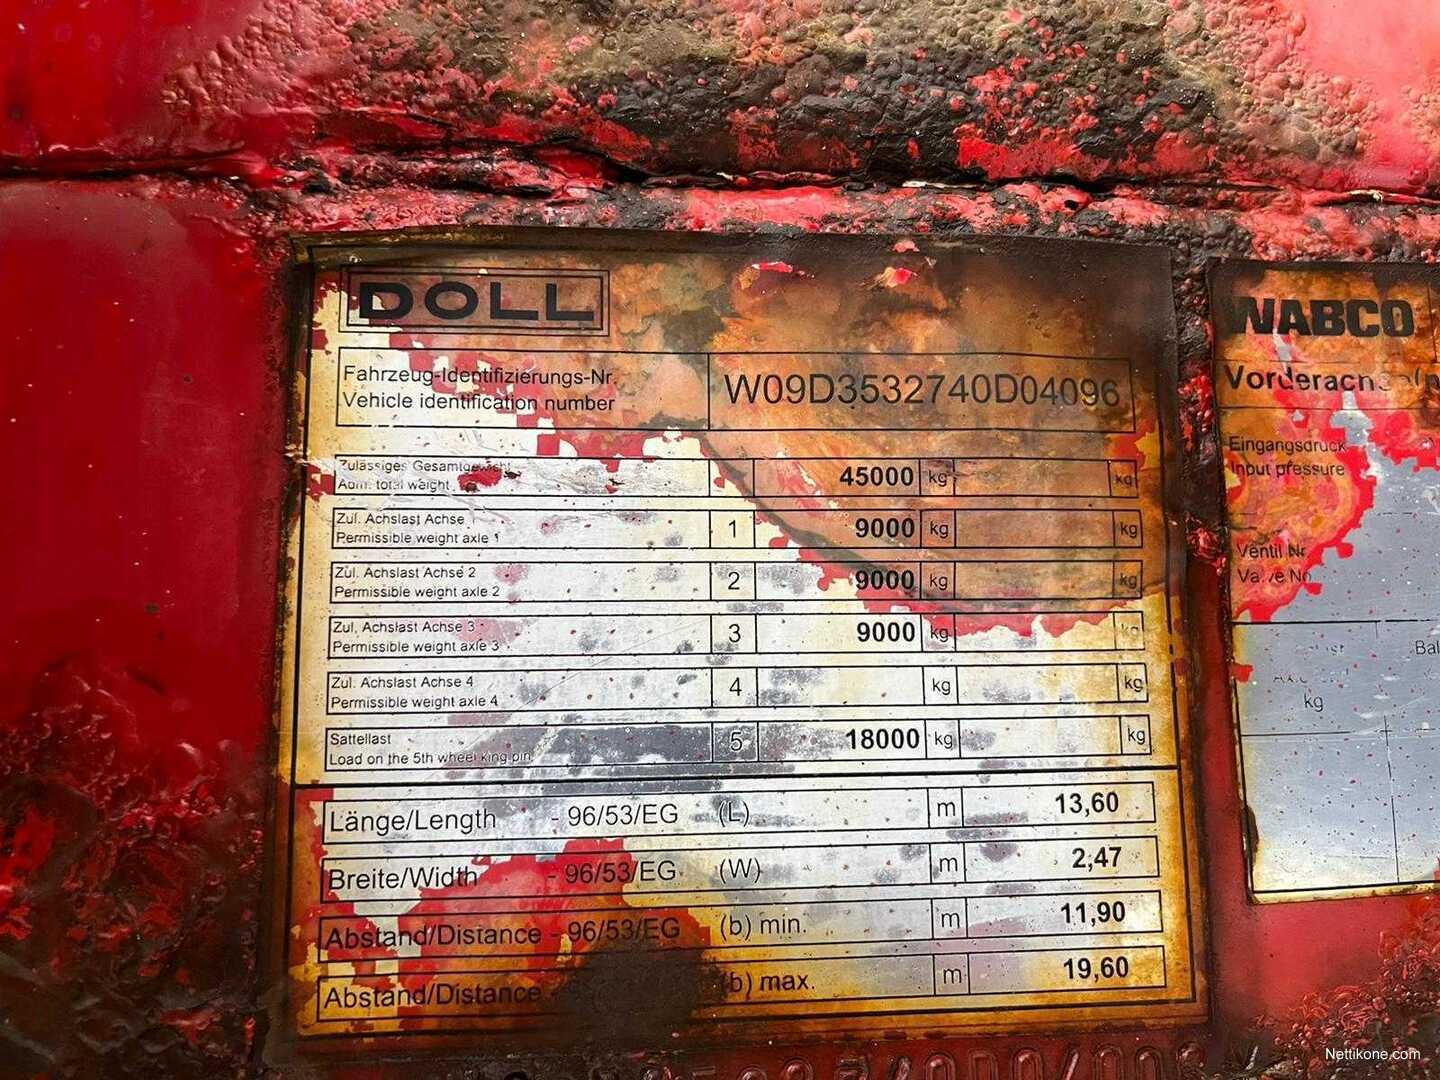 DOLL
Fahrzeug-Identifizierungs-Nr.
Vehicle identification number
W09D3532740D04096
Zulässiges Gesamtgewicht
Adm. total weight
45000 kg kg
Zul. Achslast Achse 1
Permissible weight axle 1
1 9000 kg kg
Zul. Achslast Achse 2
Permissible weight axle 2
2 9000 kg kg
Zul. Achslast Achse 3
Permissible weight axle 3
3 9000 kg kg
Zul. Achslast Achse 4
Permissible weight axle 4
4 kg kg
Sattellast
Load on the 5th wheel king pin
5 18000 kg kg
Länge/Length - 96/53/EG (L) m 13,60
Breite/Width - 96/53/EG (W) m 2,47
Abstand/Distance - 96/53/EG (b) min. m 11,90
Abstand/Distance (b) max. m 19,60
WABCO
Eingangsdruck
Input pressure
Ventil Nr
Valve No
kg
Nettikone.com